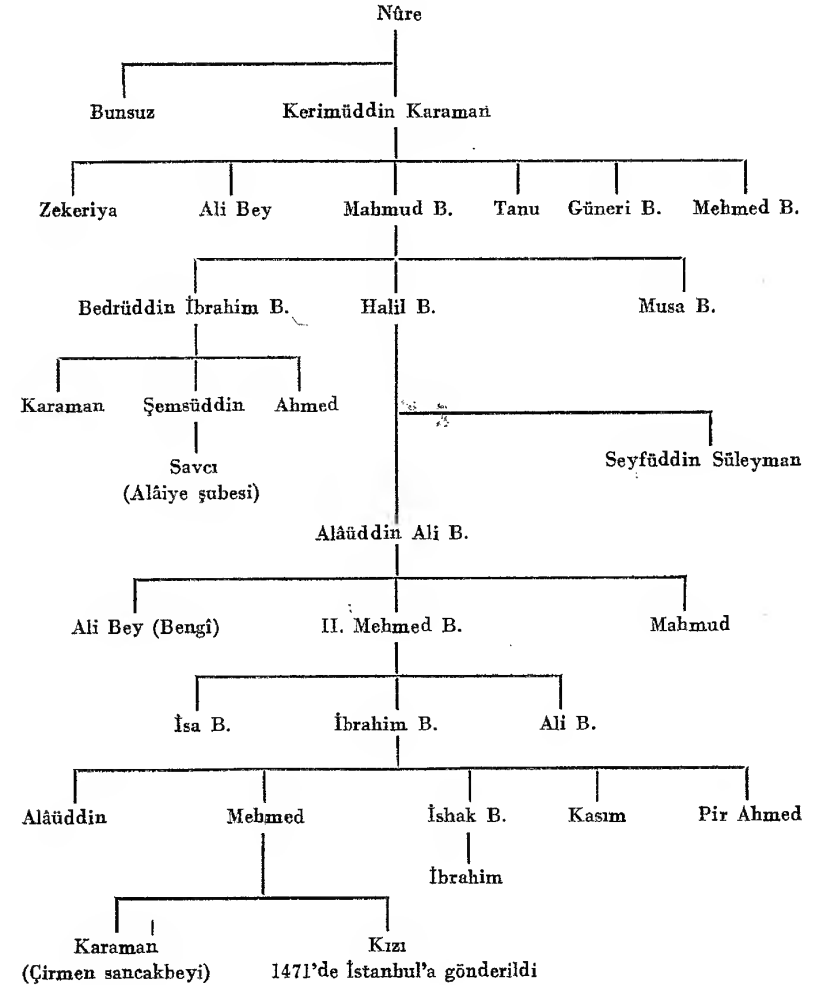 Nûre
Bunsuz Kerimüddin Karaman
Zekeriya Ali Bey Mahmud B. Tanu Güneri B. Mehmed B.
Bedrüddin İbrahim B. Halil B. Musa B.
Karaman Şemsüddin Ahmed
Seyfüddin Süleyman
Savcı
(Alâiye şubesi)
Alâüddin Ali B.
Ali Bey (Bengî) II. Mehmed B. Mahmud
İsa B. İbrahim B. Ali B.
Alâüddin Mehmed İshak B. Kasım Pir Ahmed
İbrahim
Karaman Kızı
(Çirmen sancakbeyi) 1471'de İstanbul'a gönderildi